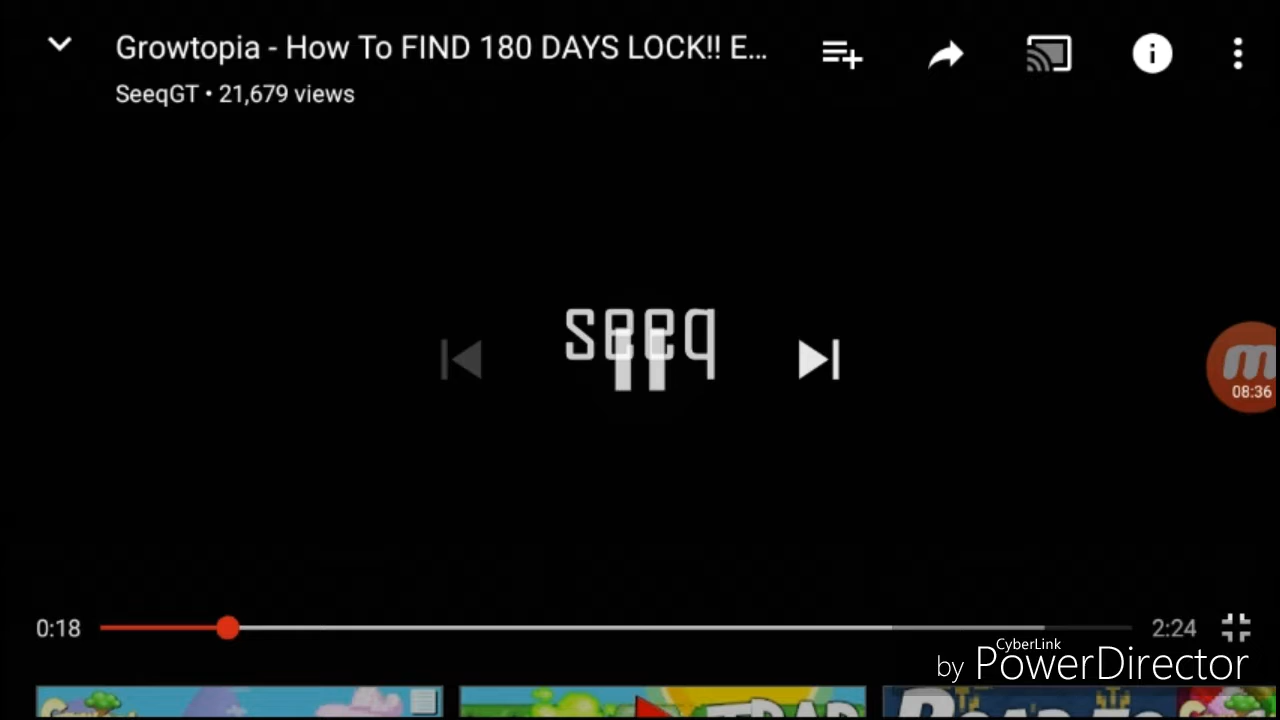 Growtopia - How To FIND 180 DAYS LOCK!! E...
SeeqGT • 21,679 views
seeq
08:36
0:18
2:24
CyberLink
by PowerDirector